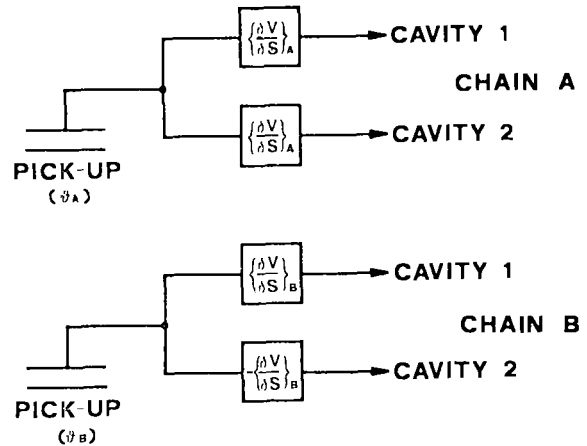 {∂V/∂S}A
CAVITY 1
CHAIN A
{∂V/∂S}A
CAVITY 2
PICK-UP
(ϑA)
{∂V/∂S}B
CAVITY 1
CHAIN B
-{∂V/∂S}B
CAVITY 2
PICK-UP
(ϑB)